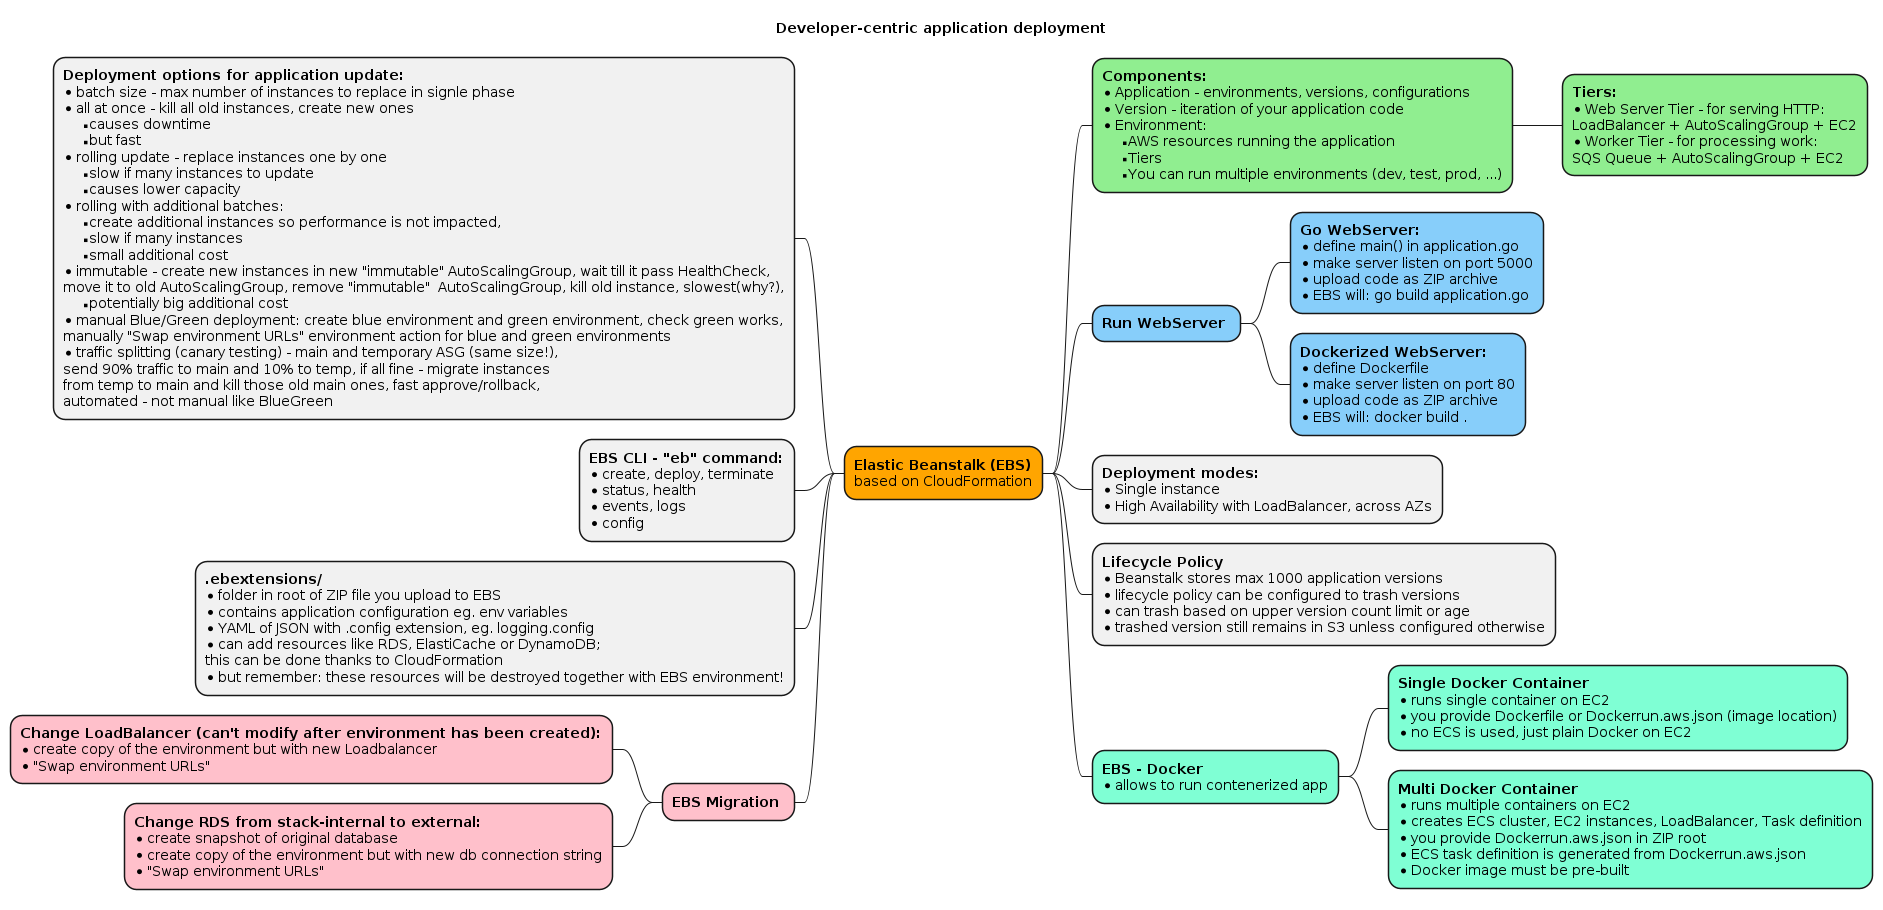 Developer-centric application deployment
Deployment options for application update:
• batch size - max number of instances to replace in signle phase
• all at once - kill all old instances, create new ones
▪causes downtime
▪but fast
• rolling update - replace instances one by one
▪slow if many instances to update
▪causes lower capacity
• rolling with additional batches:
▪create additional instances so performance is not impacted,
▪slow if many instances
▪small additional cost
• immutable - create new instances in new "immutable" AutoScalingGroup, wait till it pass HealthCheck,
move it to old AutoScalingGroup, remove "immutable"  AutoScalingGroup, kill old instance, slowest(why?),
▪potentially big additional cost
• manual Blue/Green deployment: create blue environment and green environment, check green works,
manually "Swap environment URLs" environment action for blue and green environments
• traffic splitting (canary testing) - main and temporary ASG (same size!),
send 90% traffic to main and 10% to temp, if all fine - migrate instances
from temp to main and kill those old main ones, fast approve/rollback,
automated - not manual like BlueGreen
EBS CLI - "eb" command:
• create, deploy, terminate
• status, health
• events, logs
• config
.ebextensions/
• folder in root of ZIP file you upload to EBS
• contains application configuration eg. env variables
• YAML of JSON with .config extension, eg. logging.config
• can add resources like RDS, ElastiCache or DynamoDB;
this can be done thanks to CloudFormation
• but remember: these resources will be destroyed together with EBS environment!
Change LoadBalancer (can't modify after environment has been created):
• create copy of the environment but with new Loadbalancer
• "Swap environment URLs"
EBS Migration
Change RDS from stack-internal to external:
• create snapshot of original database
• create copy of the environment but with new db connection string
• "Swap environment URLs"
Elastic Beanstalk (EBS)
based on CloudFormation
Components:
• Application - environments, versions, configurations
• Version - iteration of your application code
• Environment:
▪AWS resources running the application
▪Tiers
▪You can run multiple environments (dev, test, prod, ...)
Tiers:
• Web Server Tier - for serving HTTP:
LoadBalancer + AutoScalingGroup + EC2
• Worker Tier - for processing work:
SQS Queue + AutoScalingGroup + EC2
Run WebServer
Go WebServer:
• define main() in application.go
• make server listen on port 5000
• upload code as ZIP archive
• EBS will: go build application.go
Dockerized WebServer:
• define Dockerfile
• make server listen on port 80
• upload code as ZIP archive
• EBS will: docker build .
Deployment modes:
• Single instance
• High Availability with LoadBalancer, across AZs
Lifecycle Policy
• Beanstalk stores max 1000 application versions
• lifecycle policy can be configured to trash versions
• can trash based on upper version count limit or age
• trashed version still remains in S3 unless configured otherwise
EBS - Docker
• allows to run contenerized app
Single Docker Container
• runs single container on EC2
• you provide Dockerfile or Dockerrun.aws.json (image location)
• no ECS is used, just plain Docker on EC2
Multi Docker Container
• runs multiple containers on EC2
• creates ECS cluster, EC2 instances, LoadBalancer, Task definition
• you provide Dockerrun.aws.json in ZIP root
• ECS task definition is generated from Dockerrun.aws.json
• Docker image must be pre-built